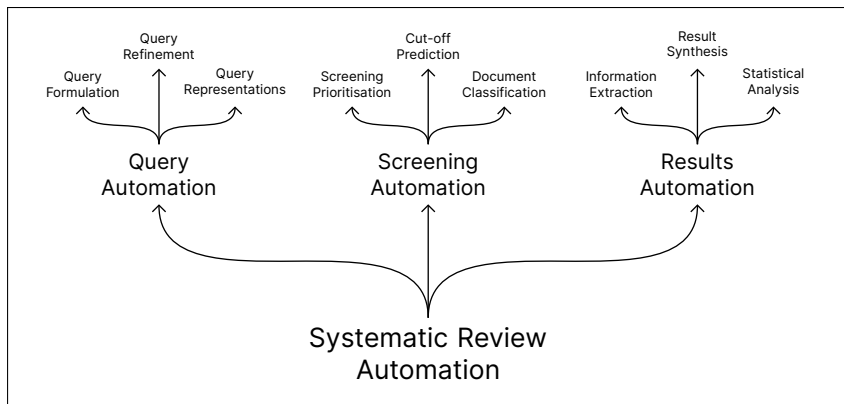 Query
Formulation
Query
Refinement
Query
Representations
Screening
Prioritisation
Cut-off
Prediction
Document
Classification
Information
Extraction
Result
Synthesis
Statistical
Analysis
Query
Automation
Screening
Automation
Results
Automation
Systematic Review
Automation